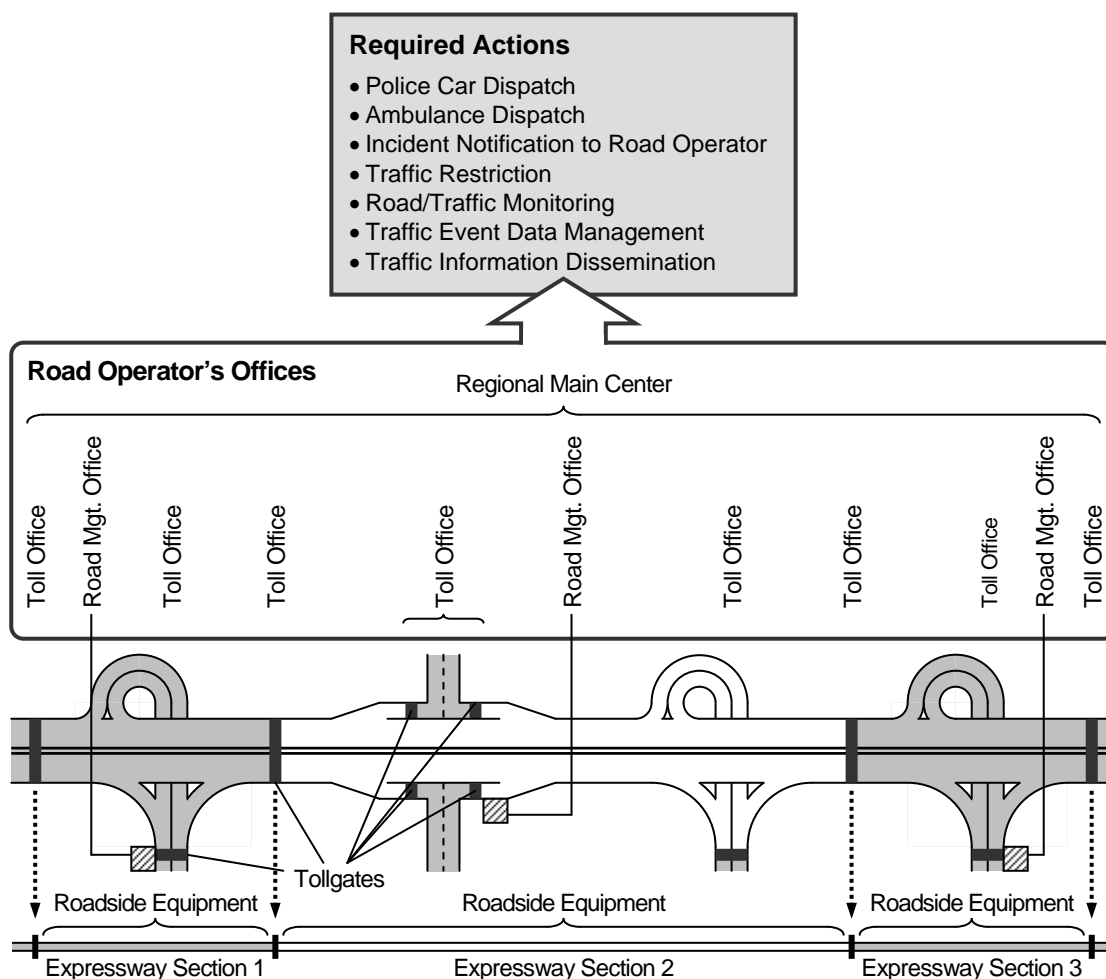 Required Actions
• Police Car Dispatch
• Ambulance Dispatch
• Incident Notification to Road Operator
• Traffic Restriction
• Road/Traffic Monitoring
• Traffic Event Data Management
• Traffic Information Dissemination
Road Operator's Offices
Regional Main Center
Toll Office
Road Mgt. Office
Toll Office
Toll Office
Toll Office
Road Mgt. Office
Toll Office
Toll Office
Toll Office
Road Mgt. Office
Toll Office
Tollgates
Roadside Equipment
Roadside Equipment
Roadside Equipment
Expressway Section 1
Expressway Section 2
Expressway Section 3